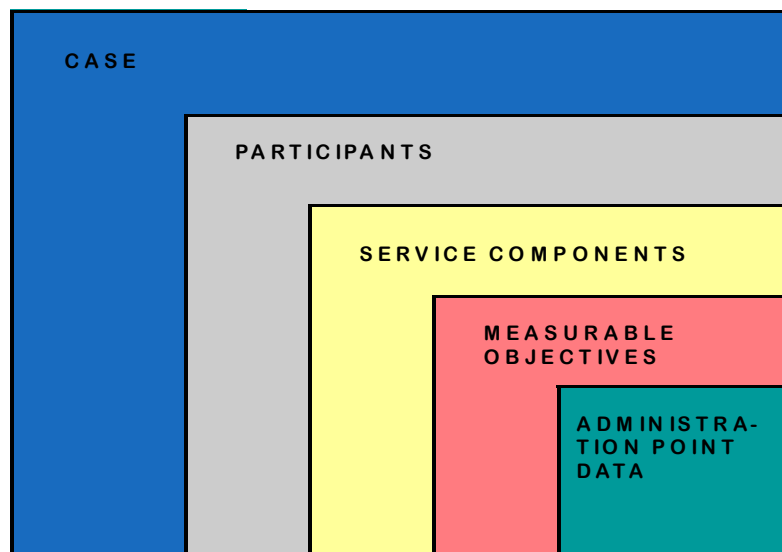 CASE
PARTICIPANTS
SERVICE COMPONENTS
MEASURABLE
OBJECTIVES
ADMINISTRA-
TION POINT
DATA